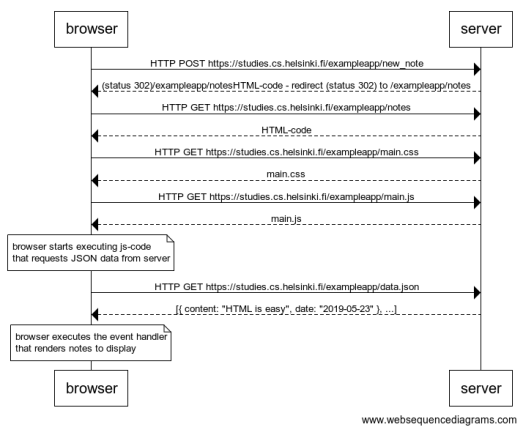 browser
server
HTTP POST https://studies.cs.helsinki.fi/exampleapp/new_note
(status 302)/exampleapp/notesHTML-code - redirect (status 302) to /exampleapp/notes
HTTP GET https://studies.cs.helsinki.fi/exampleapp/notes
HTML-code
HTTP GET https://studies.cs.helsinki.fi/exampleapp/main.css
main.css
HTTP GET https://studies.cs.helsinki.fi/exampleapp/main.js
main.js
browser starts executing js-code
that requests JSON data from server
HTTP GET https://studies.cs.helsinki.fi/exampleapp/data.json
[{ content: "HTML is easy", date: "2019-05-23" }, ...]
browser executes the event handler
that renders notes to display
browser
server
www.websequencediagrams.com